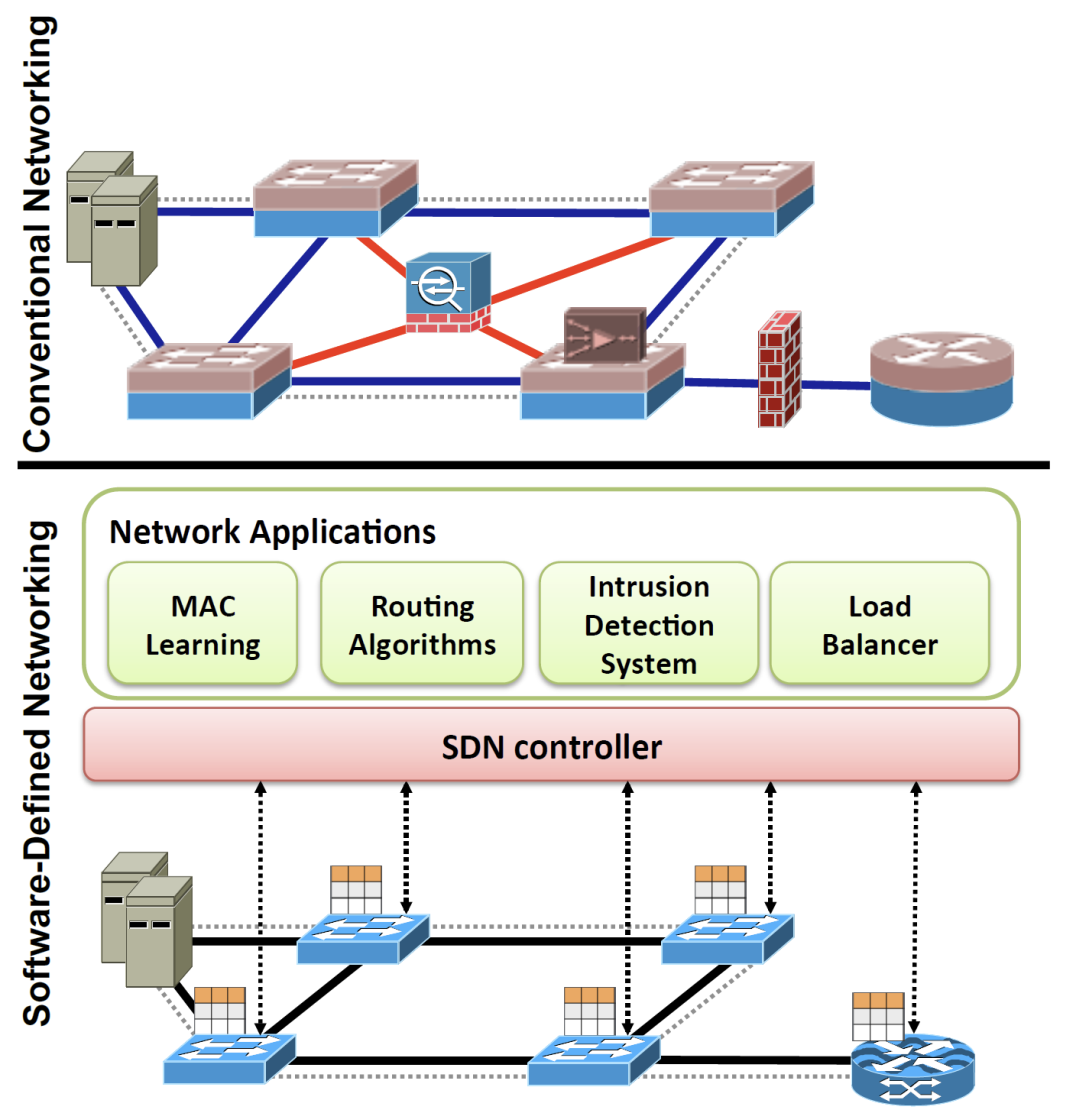 Conventional Networking
Software-Defined Networking
Network Applications
MAC
Learning
Routing
Algorithms
Intrusion
Detection
System
Load
Balancer
SDN controller